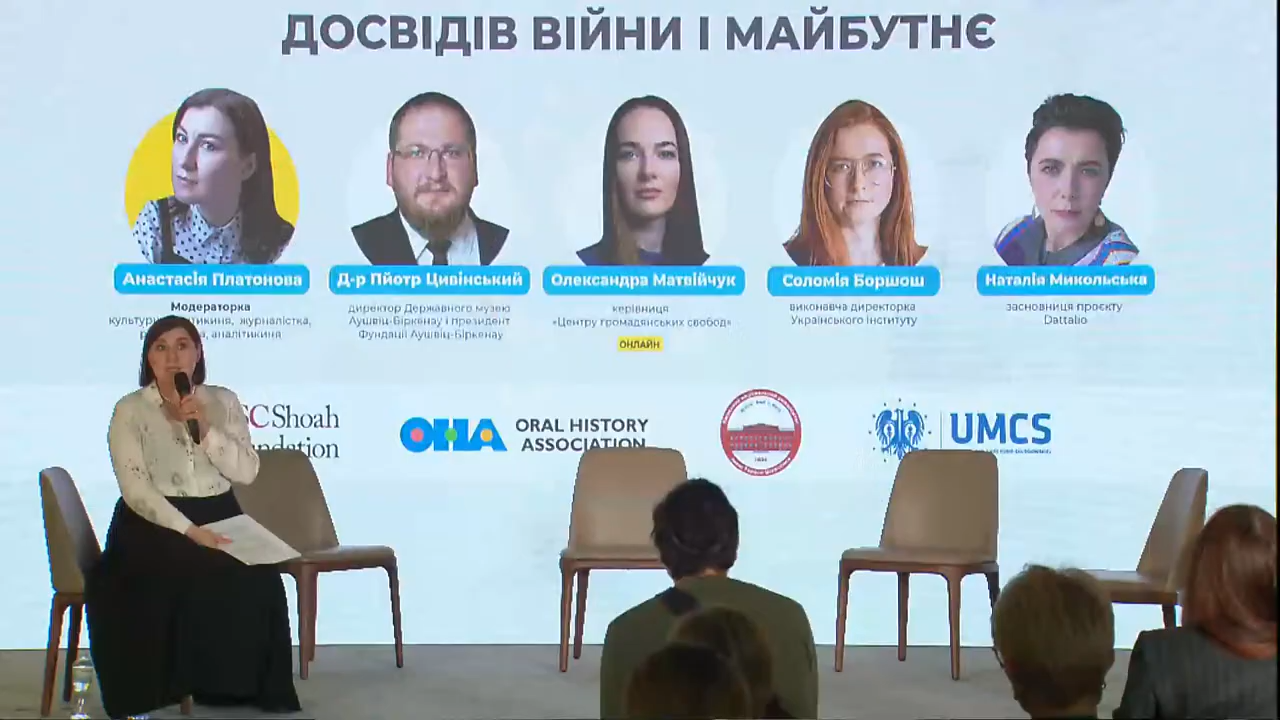 ДОСВІДІВ ВІЙНИ І МАЙБУТНЄ
Анастасія Платонова
Модераторка
журналістка,
аналітикиня
Д-р Пйотр Цивінський
директор Державного музею
Аушвіц-Біркенау і президент
Фундації Аушвіц-Біркенау
Олександра Матвійчук
керівниця
«Центру громадянських свобод»
ОНЛАЙН
Соломія Боршош
виконавча директорка
Українського інституту
Наталія Микольська
засновниця проєкту
Dattalio
Shoah
OHA
ORAL HISTORY
ASSOCIATION
UMCS